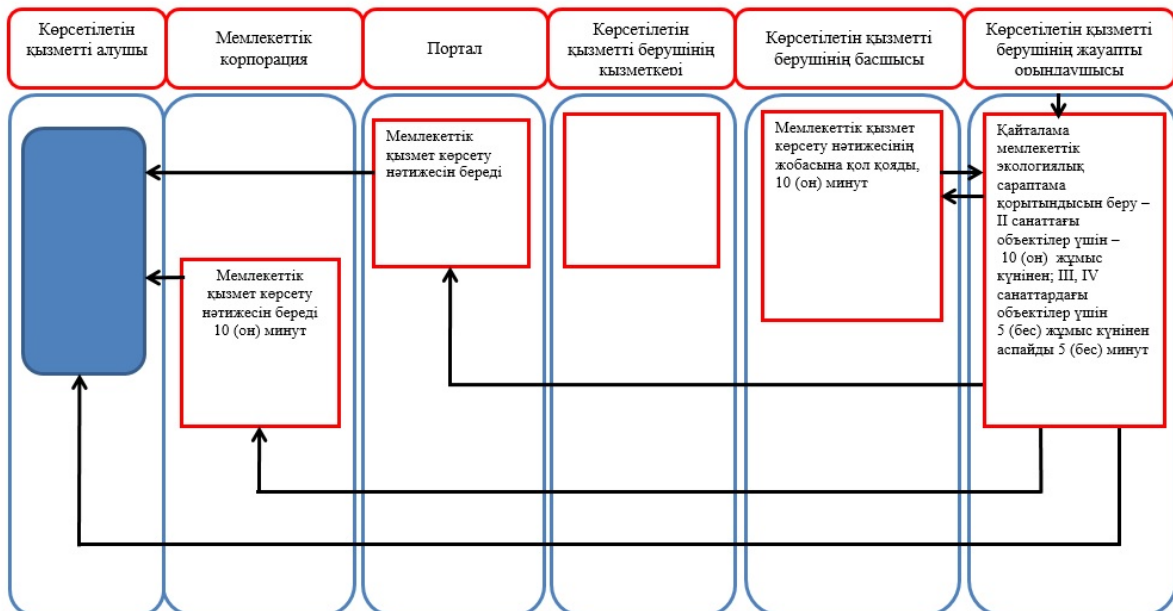 Көрсетілетін
қызметті алушы
Мемлекеттік
корпорация
Портал
Көрсетілетін
қызметті берушінің
қызметкері
Көрсетілетін қызметті
берушінің басшысы
Көрсетілетін қызметті
берушінің жауапты
орындаушысы
Мемлекеттік
қызмет көрсету
нәтижесін береді
10 (он) минут
Мемлекеттік
қызмет көрсету
нәтижесін береді
Мемлекеттік қызмет
көрсету нәтижесінің
жобасына қол қояды,
10 (он) минут
Қайталама
мемлекеттік
экологиялық
сараптама
қорытындысын беру –
II санаттағы
объектілер үшін –
10 (он) жұмыс
күнінен; III, IV
санаттардағы
объектілер үшін
5 (бес) жұмыс күнінен
аспайды 5 (бес) минут